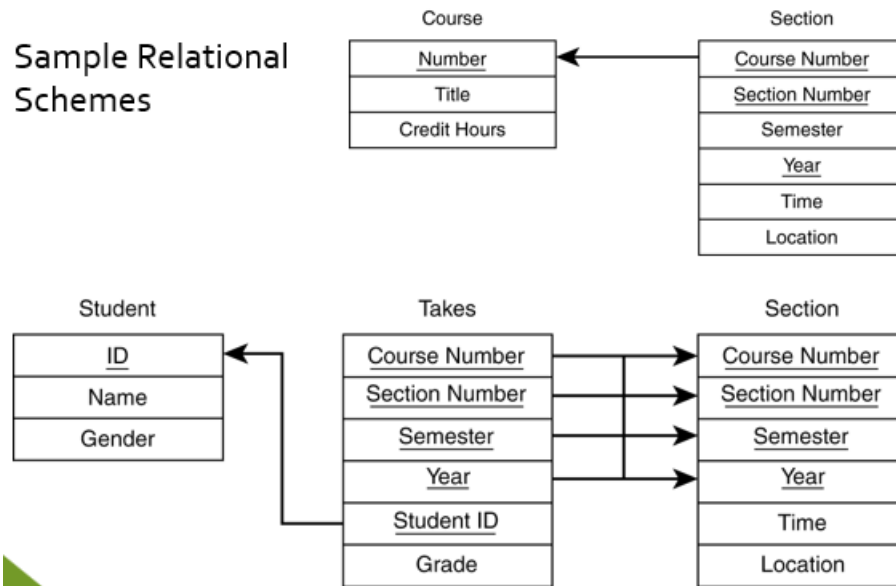 Sample Relational
Schemes
Course
Number
Title
Credit Hours
Section
Course Number
Section Number
Semester
Year
Time
Location
Student
ID
Name
Gender
Takes
Course Number
Section Number
Semester
Year
Student ID
Grade
Section
Course Number
Section Number
Semester
Year
Time
Location